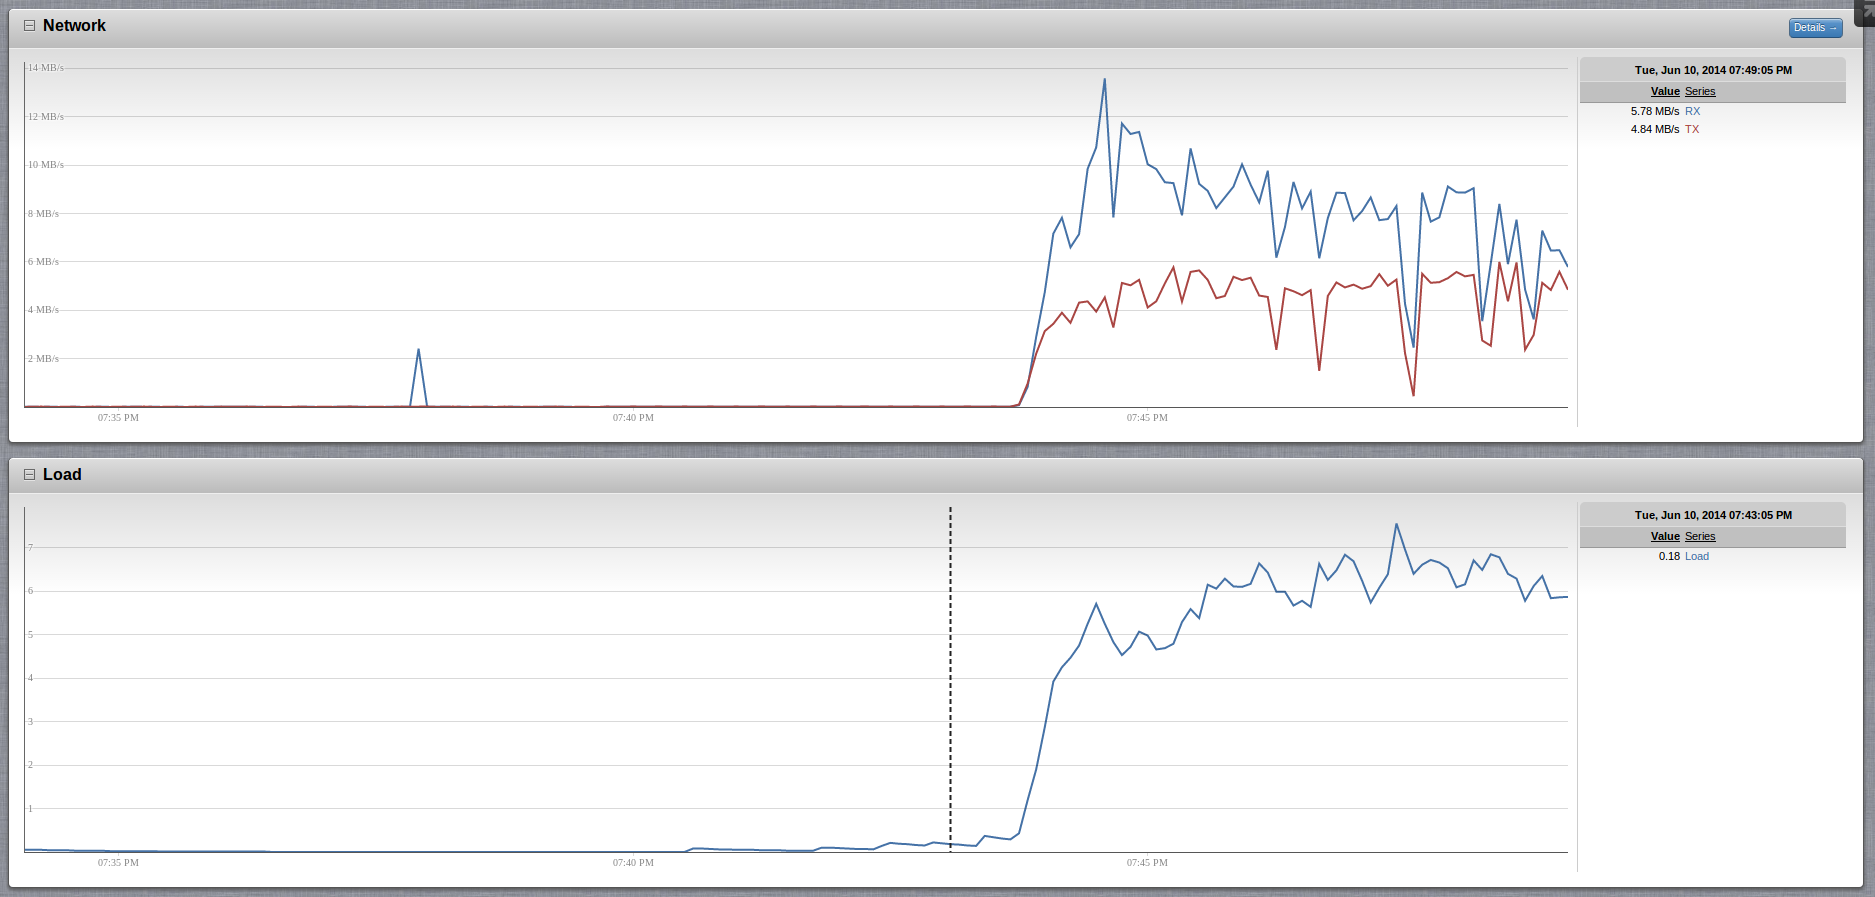 Network
Details →
14 MB/s
12 MB/s
10 MB/s
8 MB/s
6 MB/s
4 MB/s
2 MB/s
07:35 PM 07:40 PM 07:45 PM
Tue, Jun 10, 2014 07:49:05 PM
Value Series
5.78 MB/s RX
4.84 MB/s TX
Load
7
6
5
4
3
2
1
07:35 PM 07:40 PM 07:45 PM
Tue, Jun 10, 2014 07:43:05 PM
Value Series
0.18 Load